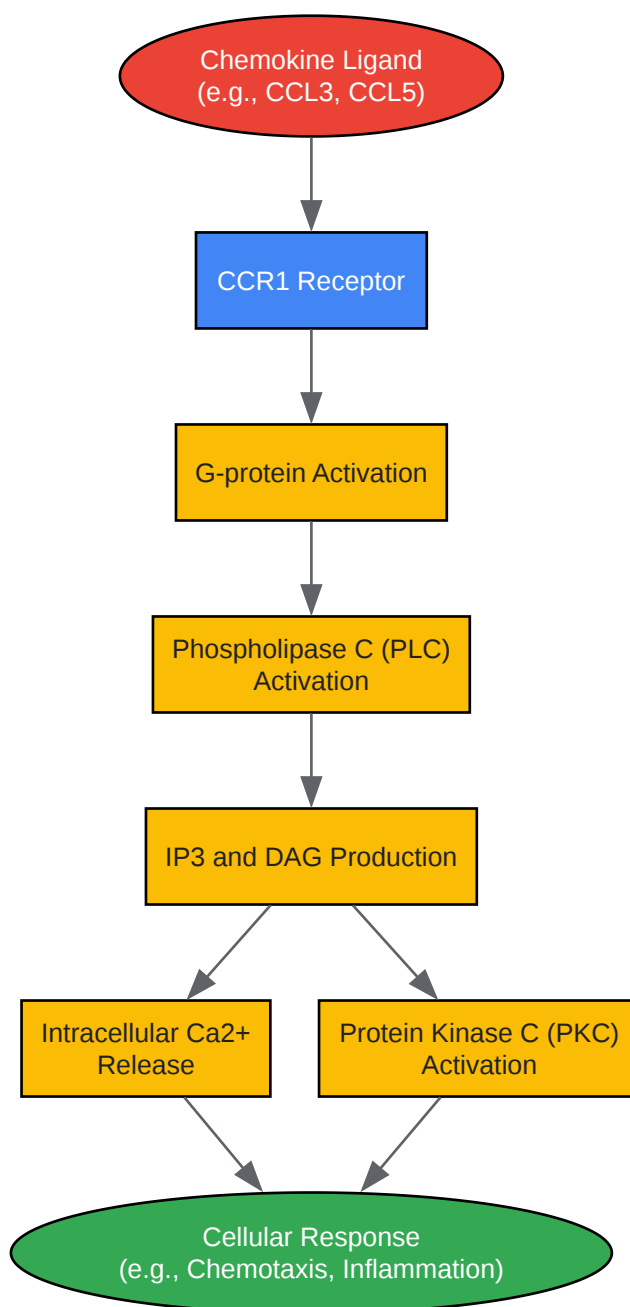 Chemokine Ligand
(e.g., CCL3, CCL5)
CCR1 Receptor
G-protein Activation
Phospholipase C (PLC)
Activation
IP3 and DAG Production
Intracellular Ca2+
Release
Protein Kinase C (PKC)
Activation
Cellular Response
(e.g., Chemotaxis, Inflammation)